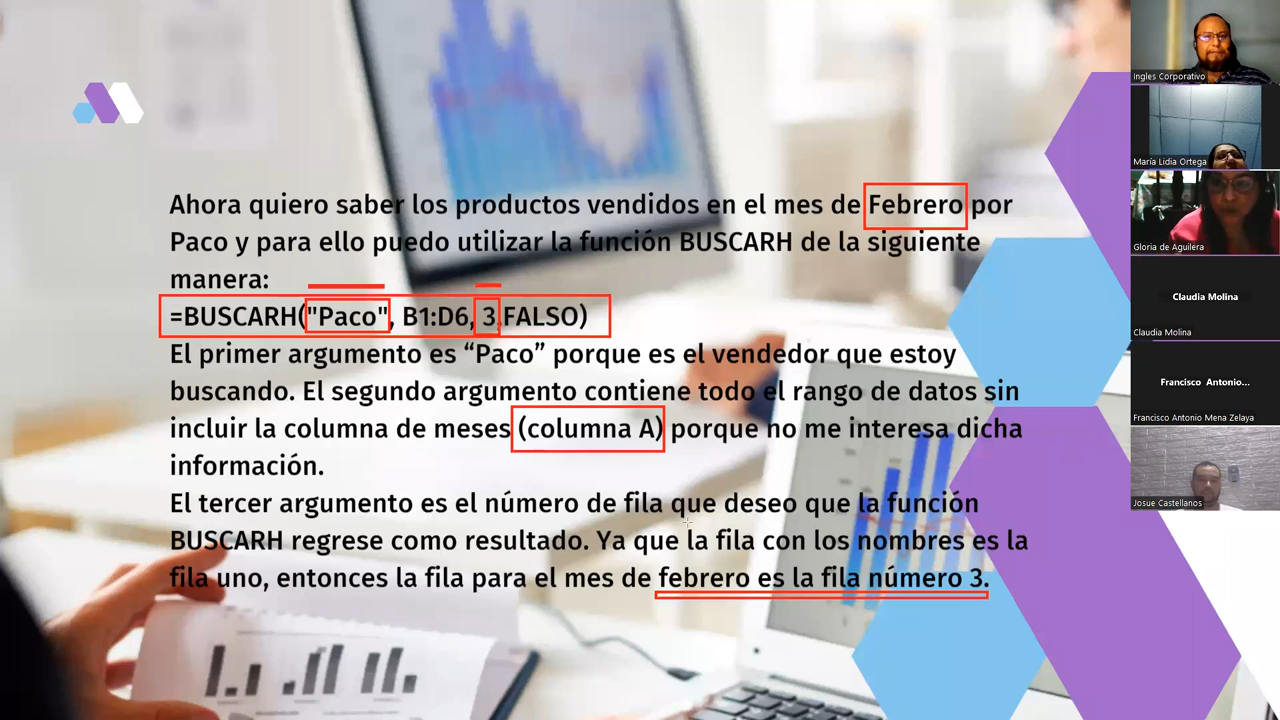 Ahora quiero saber los productos vendidos en el mes de Febrero por
Paco y para ello puedo utilizar la función BUSCARH de la siguiente
manera:
=BUSCARH("Paco", B1:D6, 3,FALSO)
El primer argumento es “Paco” porque es el vendedor que estoy
buscando. El segundo argumento contiene todo el rango de datos sin
incluir la columna de meses (columna A) porque no me interesa dicha
información.
El tercer argumento es el número de fila que deseo que la función
BUSCARH regrese como resultado. Ya que la fila con los nombres es la
fila uno, entonces la fila para el mes de febrero es la fila número 3.
Ingles Corporativo
María Lidia Ortega
Gloria de Aguilera
Claudia Molina
Claudia Molina
Francisco Antonio...
Francisco Antonio Mena Zelaya
Josue Castellanos